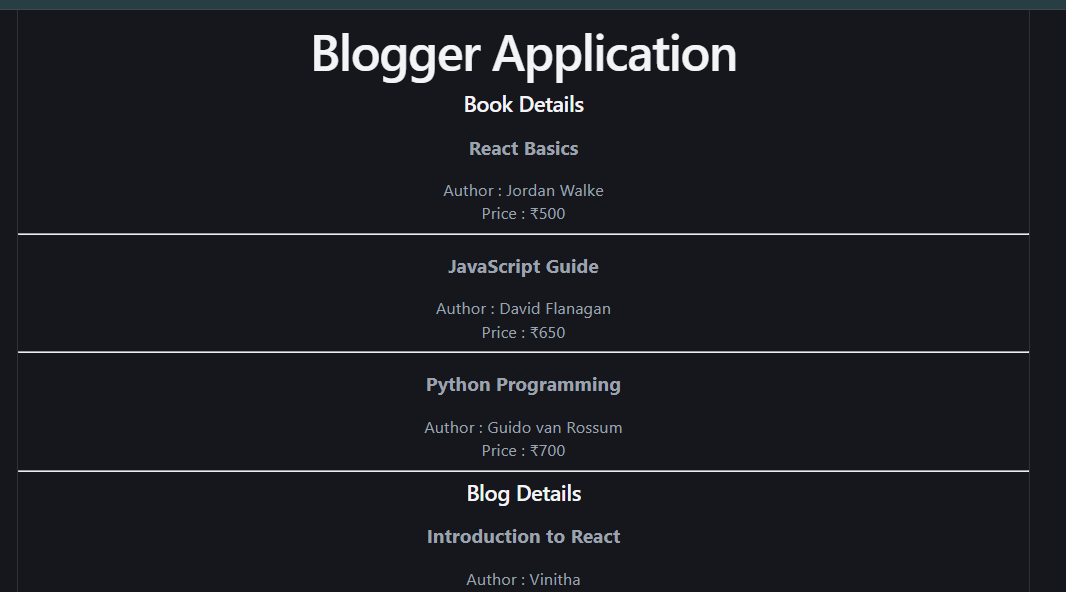 Blogger Application
Book Details
React Basics
Author : Jordan Walke
Price : ₹500
JavaScript Guide
Author : David Flanagan
Price : ₹650
Python Programming
Author : Guido van Rossum
Price : ₹700
Blog Details
Introduction to React
Author : Vinitha